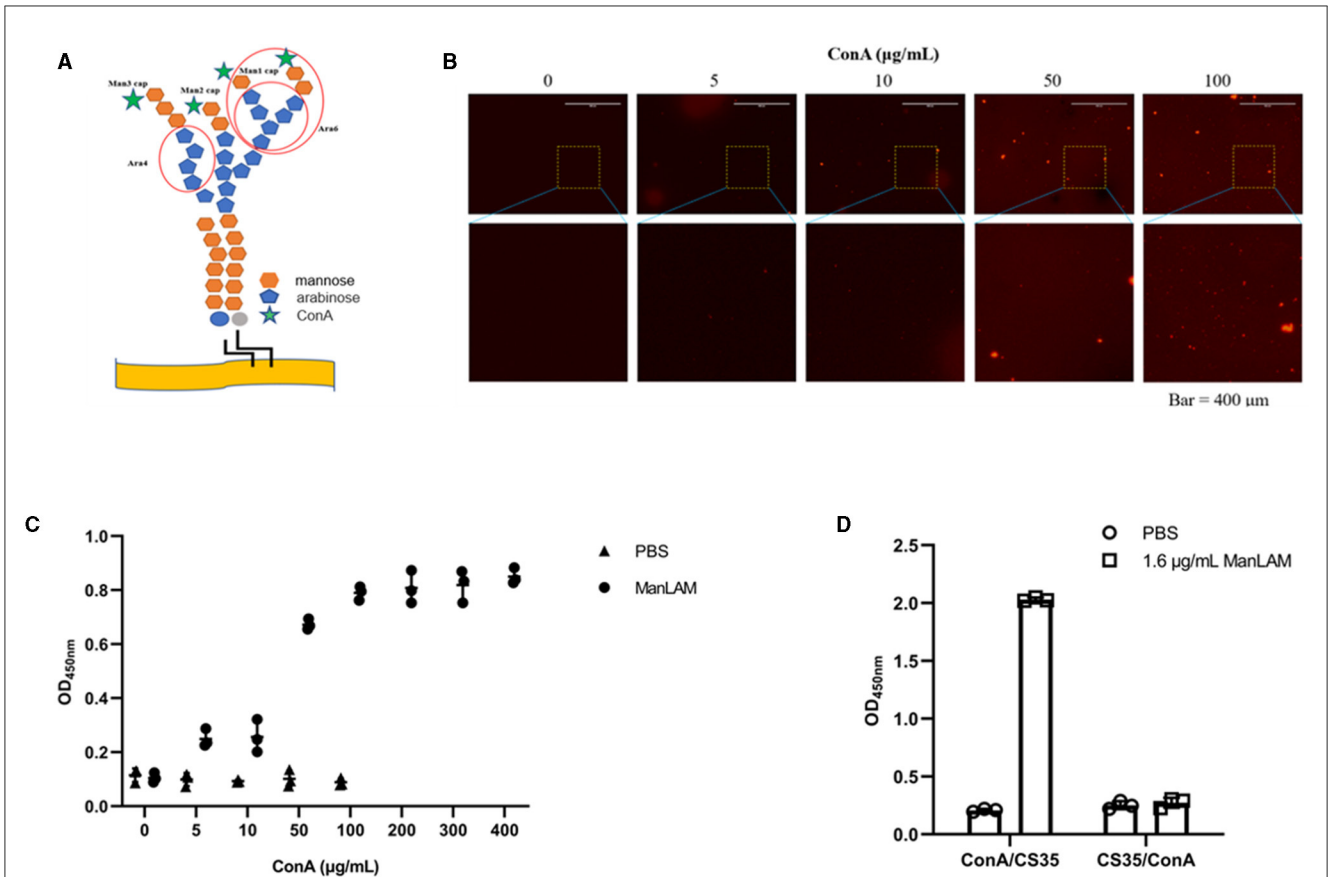 A
Man3 cap
Man2 cap
Man1 cap
Ara4
Ara6
mannose
arabinose
ConA
B
ConA (µg/mL)
0 5 10 50 100
Bar = 400 µm
C
OD450nm
1.0
0.8
0.6
0.4
0.2
0.0
0 5 10 50 100 200 300 400
ConA (µg/mL)
PBS
ManLAM
D
OD450nm
2.5
2.0
1.5
1.0
0.5
0.0
ConA/CS35 CS35/ConA
PBS
1.6 µg/mL ManLAM